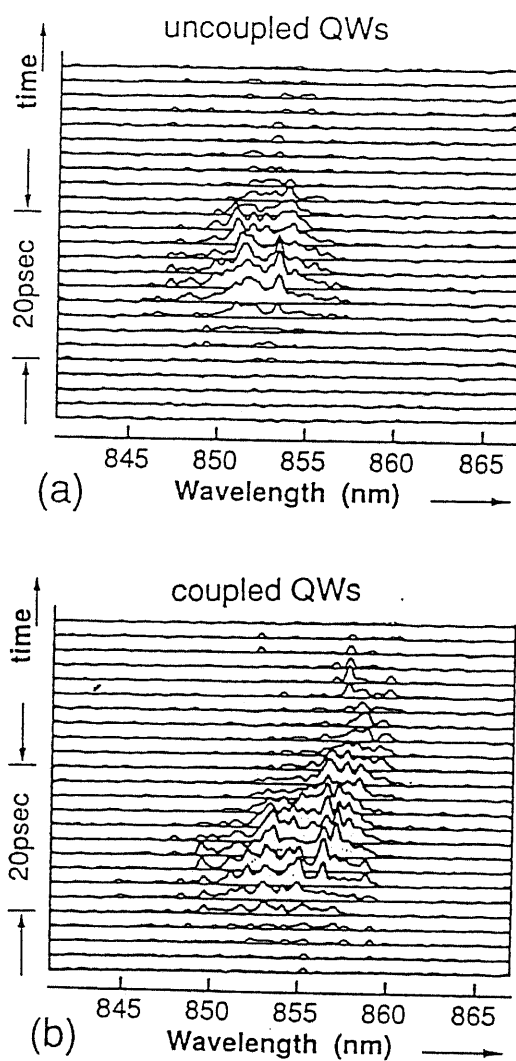 uncoupled QWs
time
20psec
845 850 855 860 865
(a) Wavelength (nm)
coupled QWs
time
20psec
845 850 855 860 865
(b) Wavelength (nm)